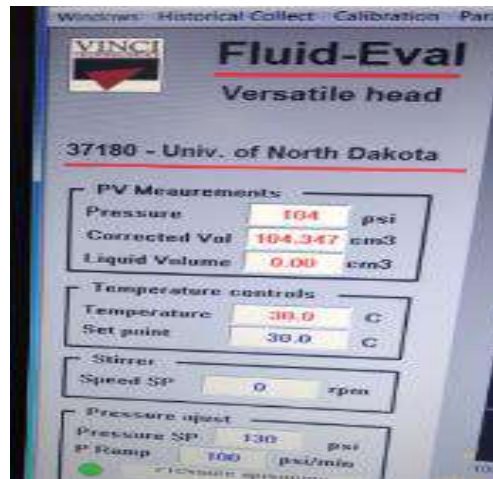 Windows Historical Collect Calibration Par
VINCI
Fluid-Eval
Versatile head
37180 - Univ. of North Dakota
PV Meaurements
Pressure 104 psi
Corrected Vol 104.347 cm3
Liquid Volume 0.00 cm3
Temperature controls
Temperature 30.0 C
Set point 30.0 C
Stirrer
Speed SP 0 rpm
Pressure ajust
Pressure SP 130 psi
P Ramp 100 psi/min
Pressure